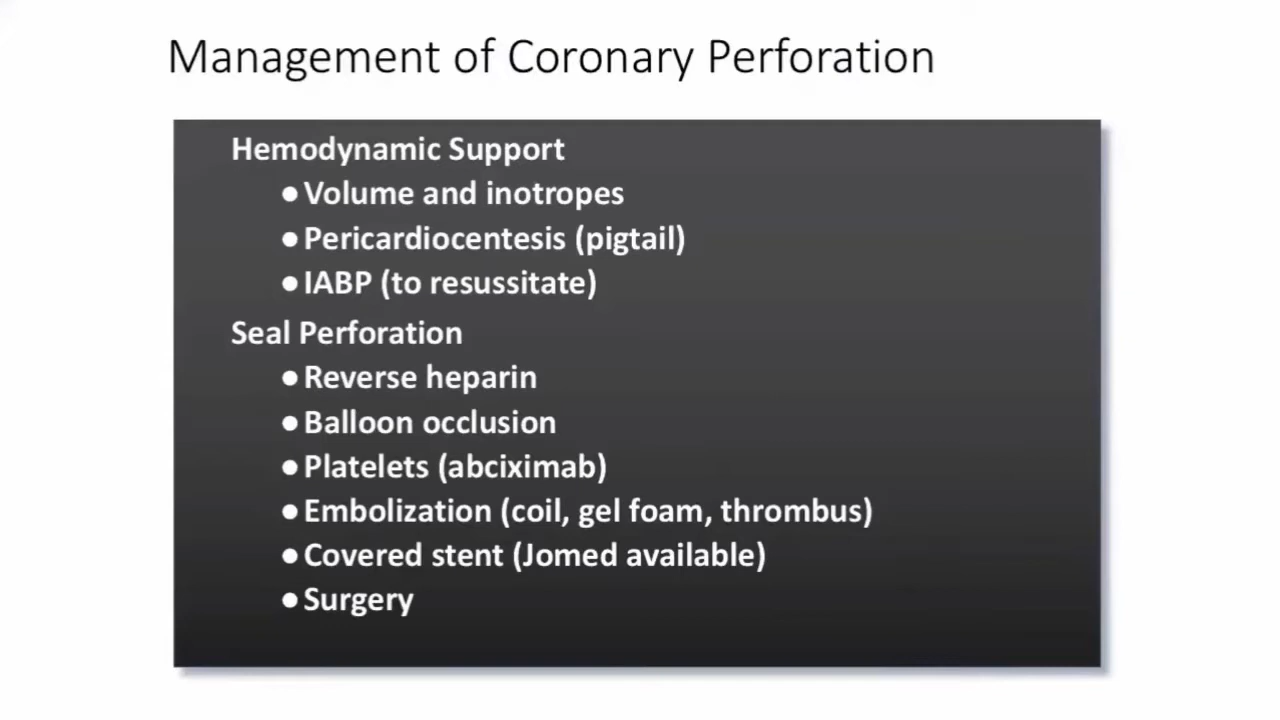 Management of Coronary Perforation
Hemodynamic Support
●Volume and inotropes
●Pericardiocentesis (pigtail)
●IABP (to resussitate)
Seal Perforation
●Reverse heparin
●Balloon occlusion
●Platelets (abciximab)
●Embolization (coil, gel foam, thrombus)
●Covered stent (Jomed available)
●Surgery